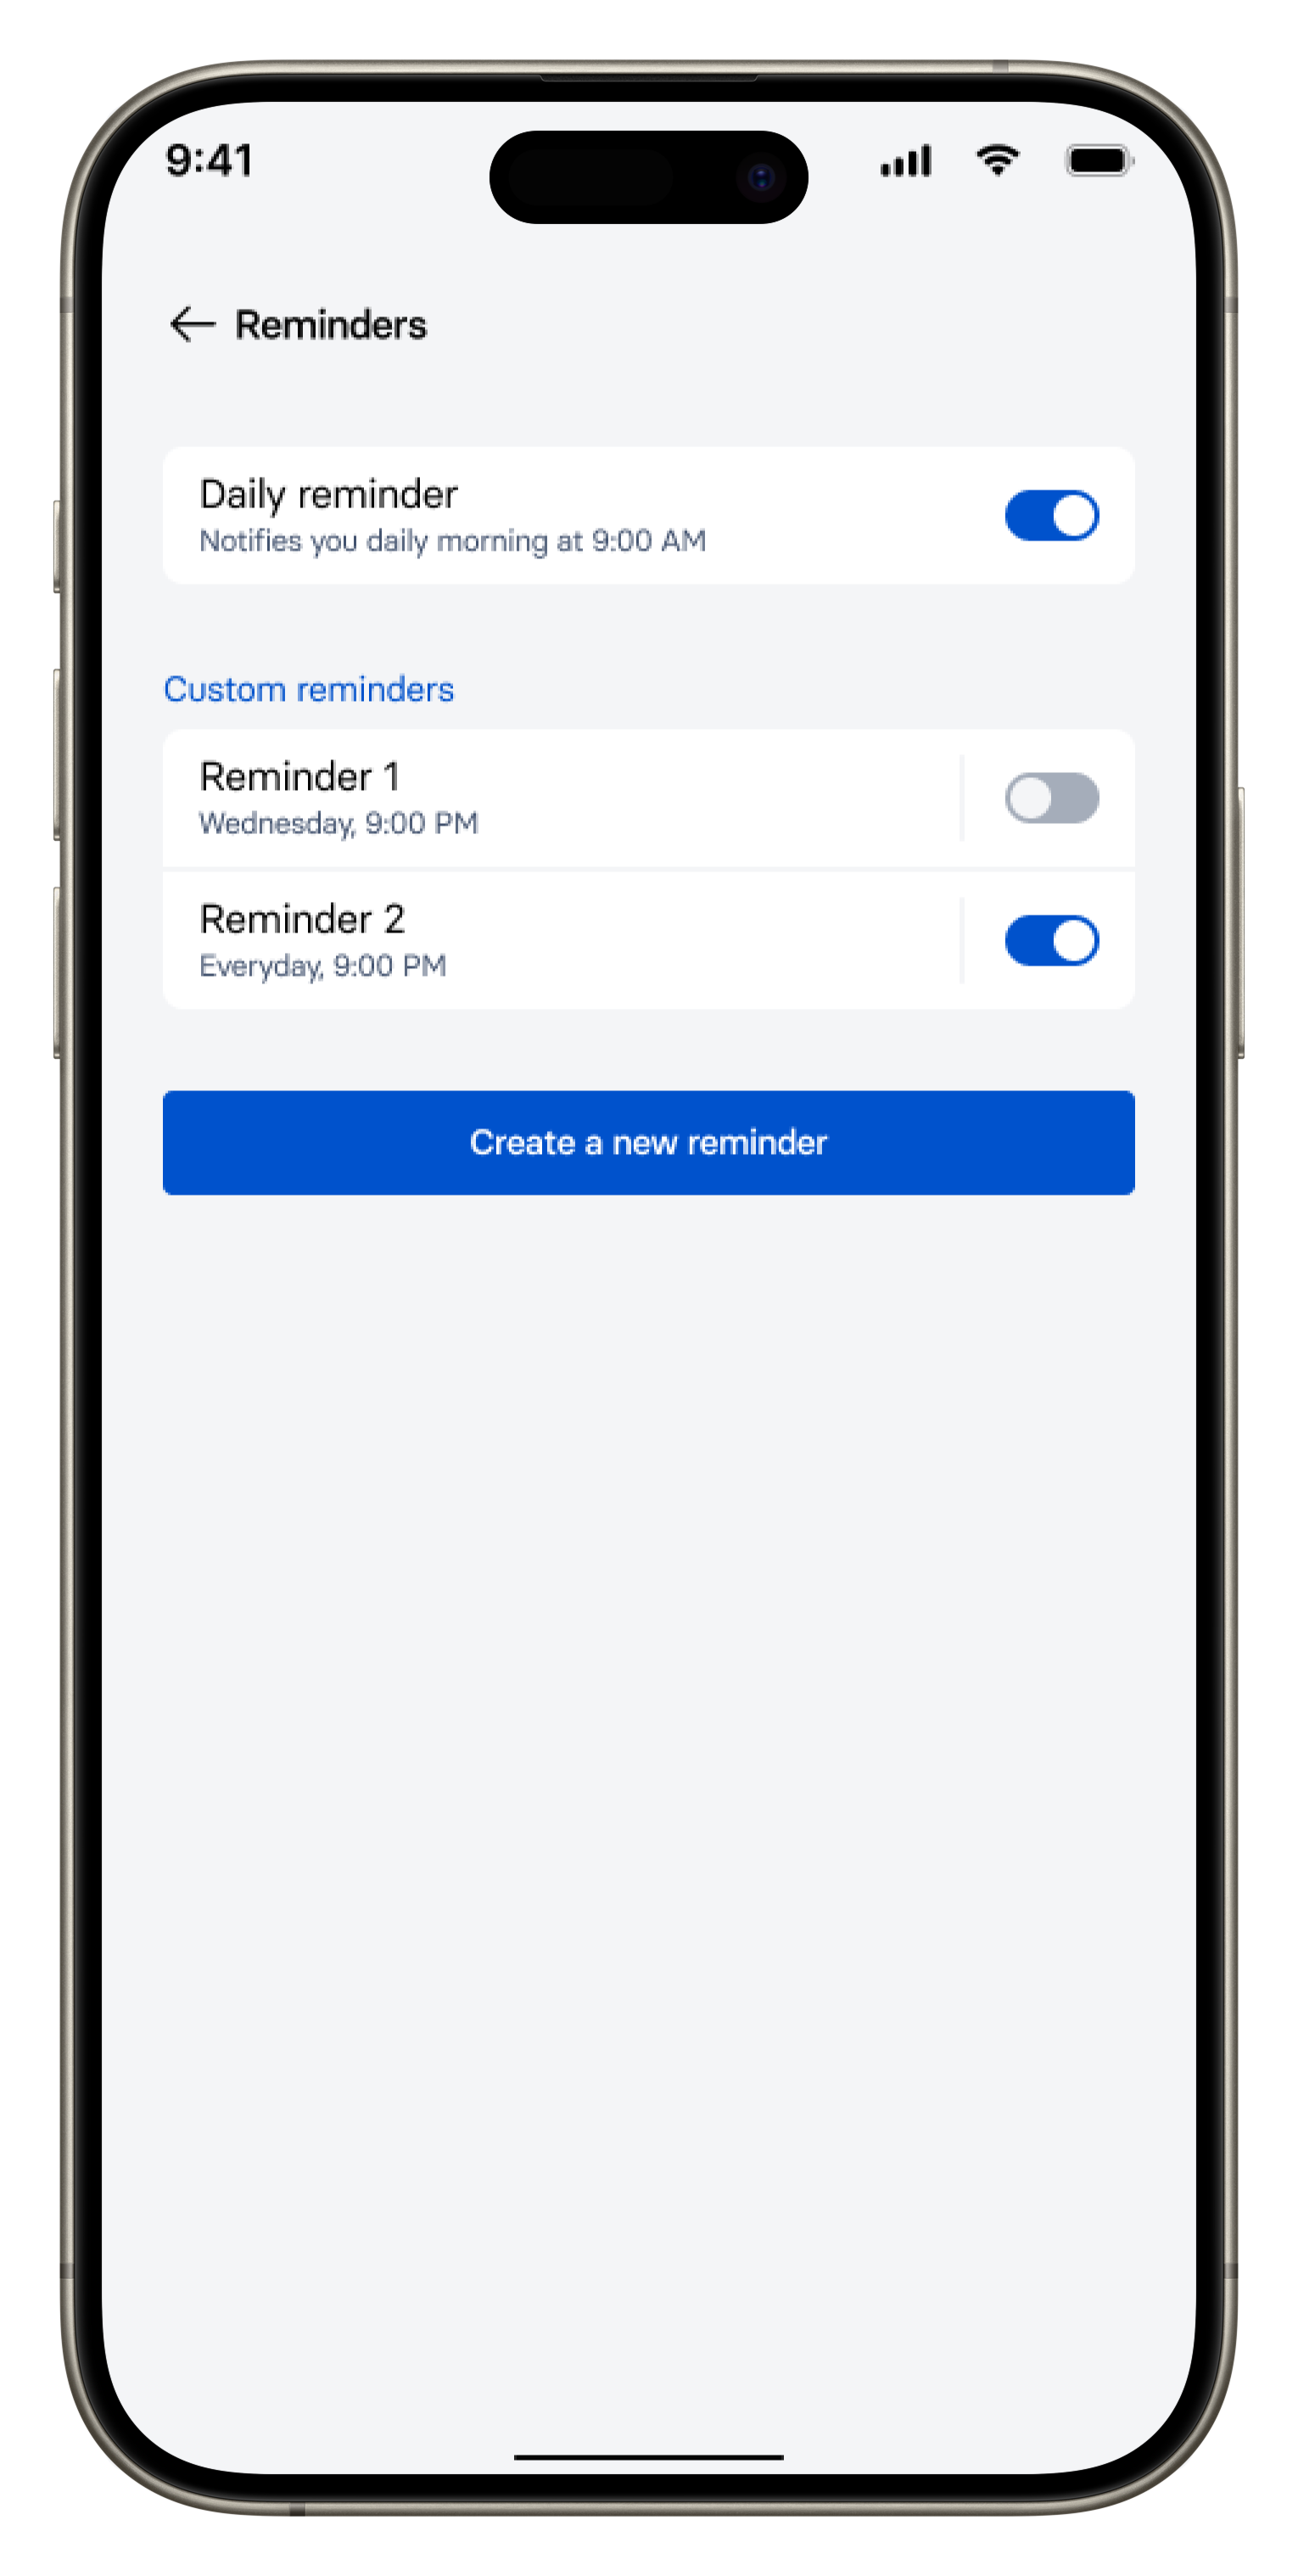 9:41
Reminders
Daily reminder
Notifies you daily morning at 9:00 AM
Custom reminders
Reminder 1
Wednesday, 9:00 PM
Reminder 2
Everyday, 9:00 PM
Create a new reminder